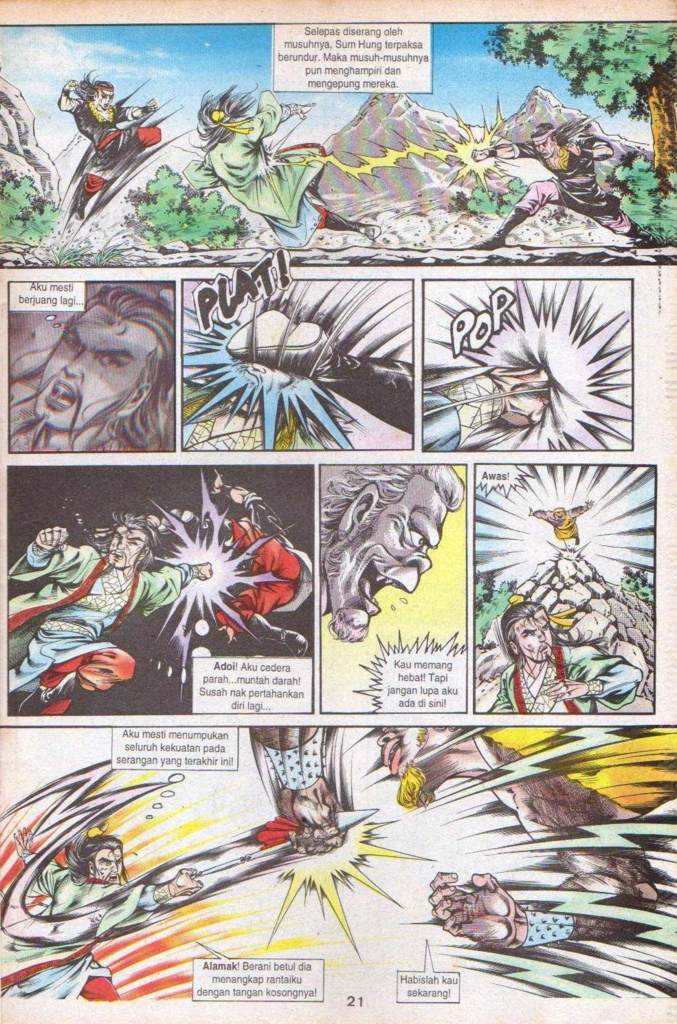 Selepas diserang oleh
musuhnya, Sum Hung terpaksa
berundur. Maka musuh-musuhnya
pun menghampiri dan
mengepung mereka.
Aku mesti
berjuang lagi...
PLAT!
POP
Adoi! Aku cedera
parah...muntah darah!
Susah nak pertahankan
diri lagi...
Kau memang
hebat! Tapi
jangan lupa aku
ada di sini!
Awas!
Aku mesti menumpukan
seluruh kekuatan pada
serangan yang terakhir ini!
Alamak! Berani betul dia
menangkap rantaiku
dengan tangan kosongnya!
Habislah kau
sekarang!
21